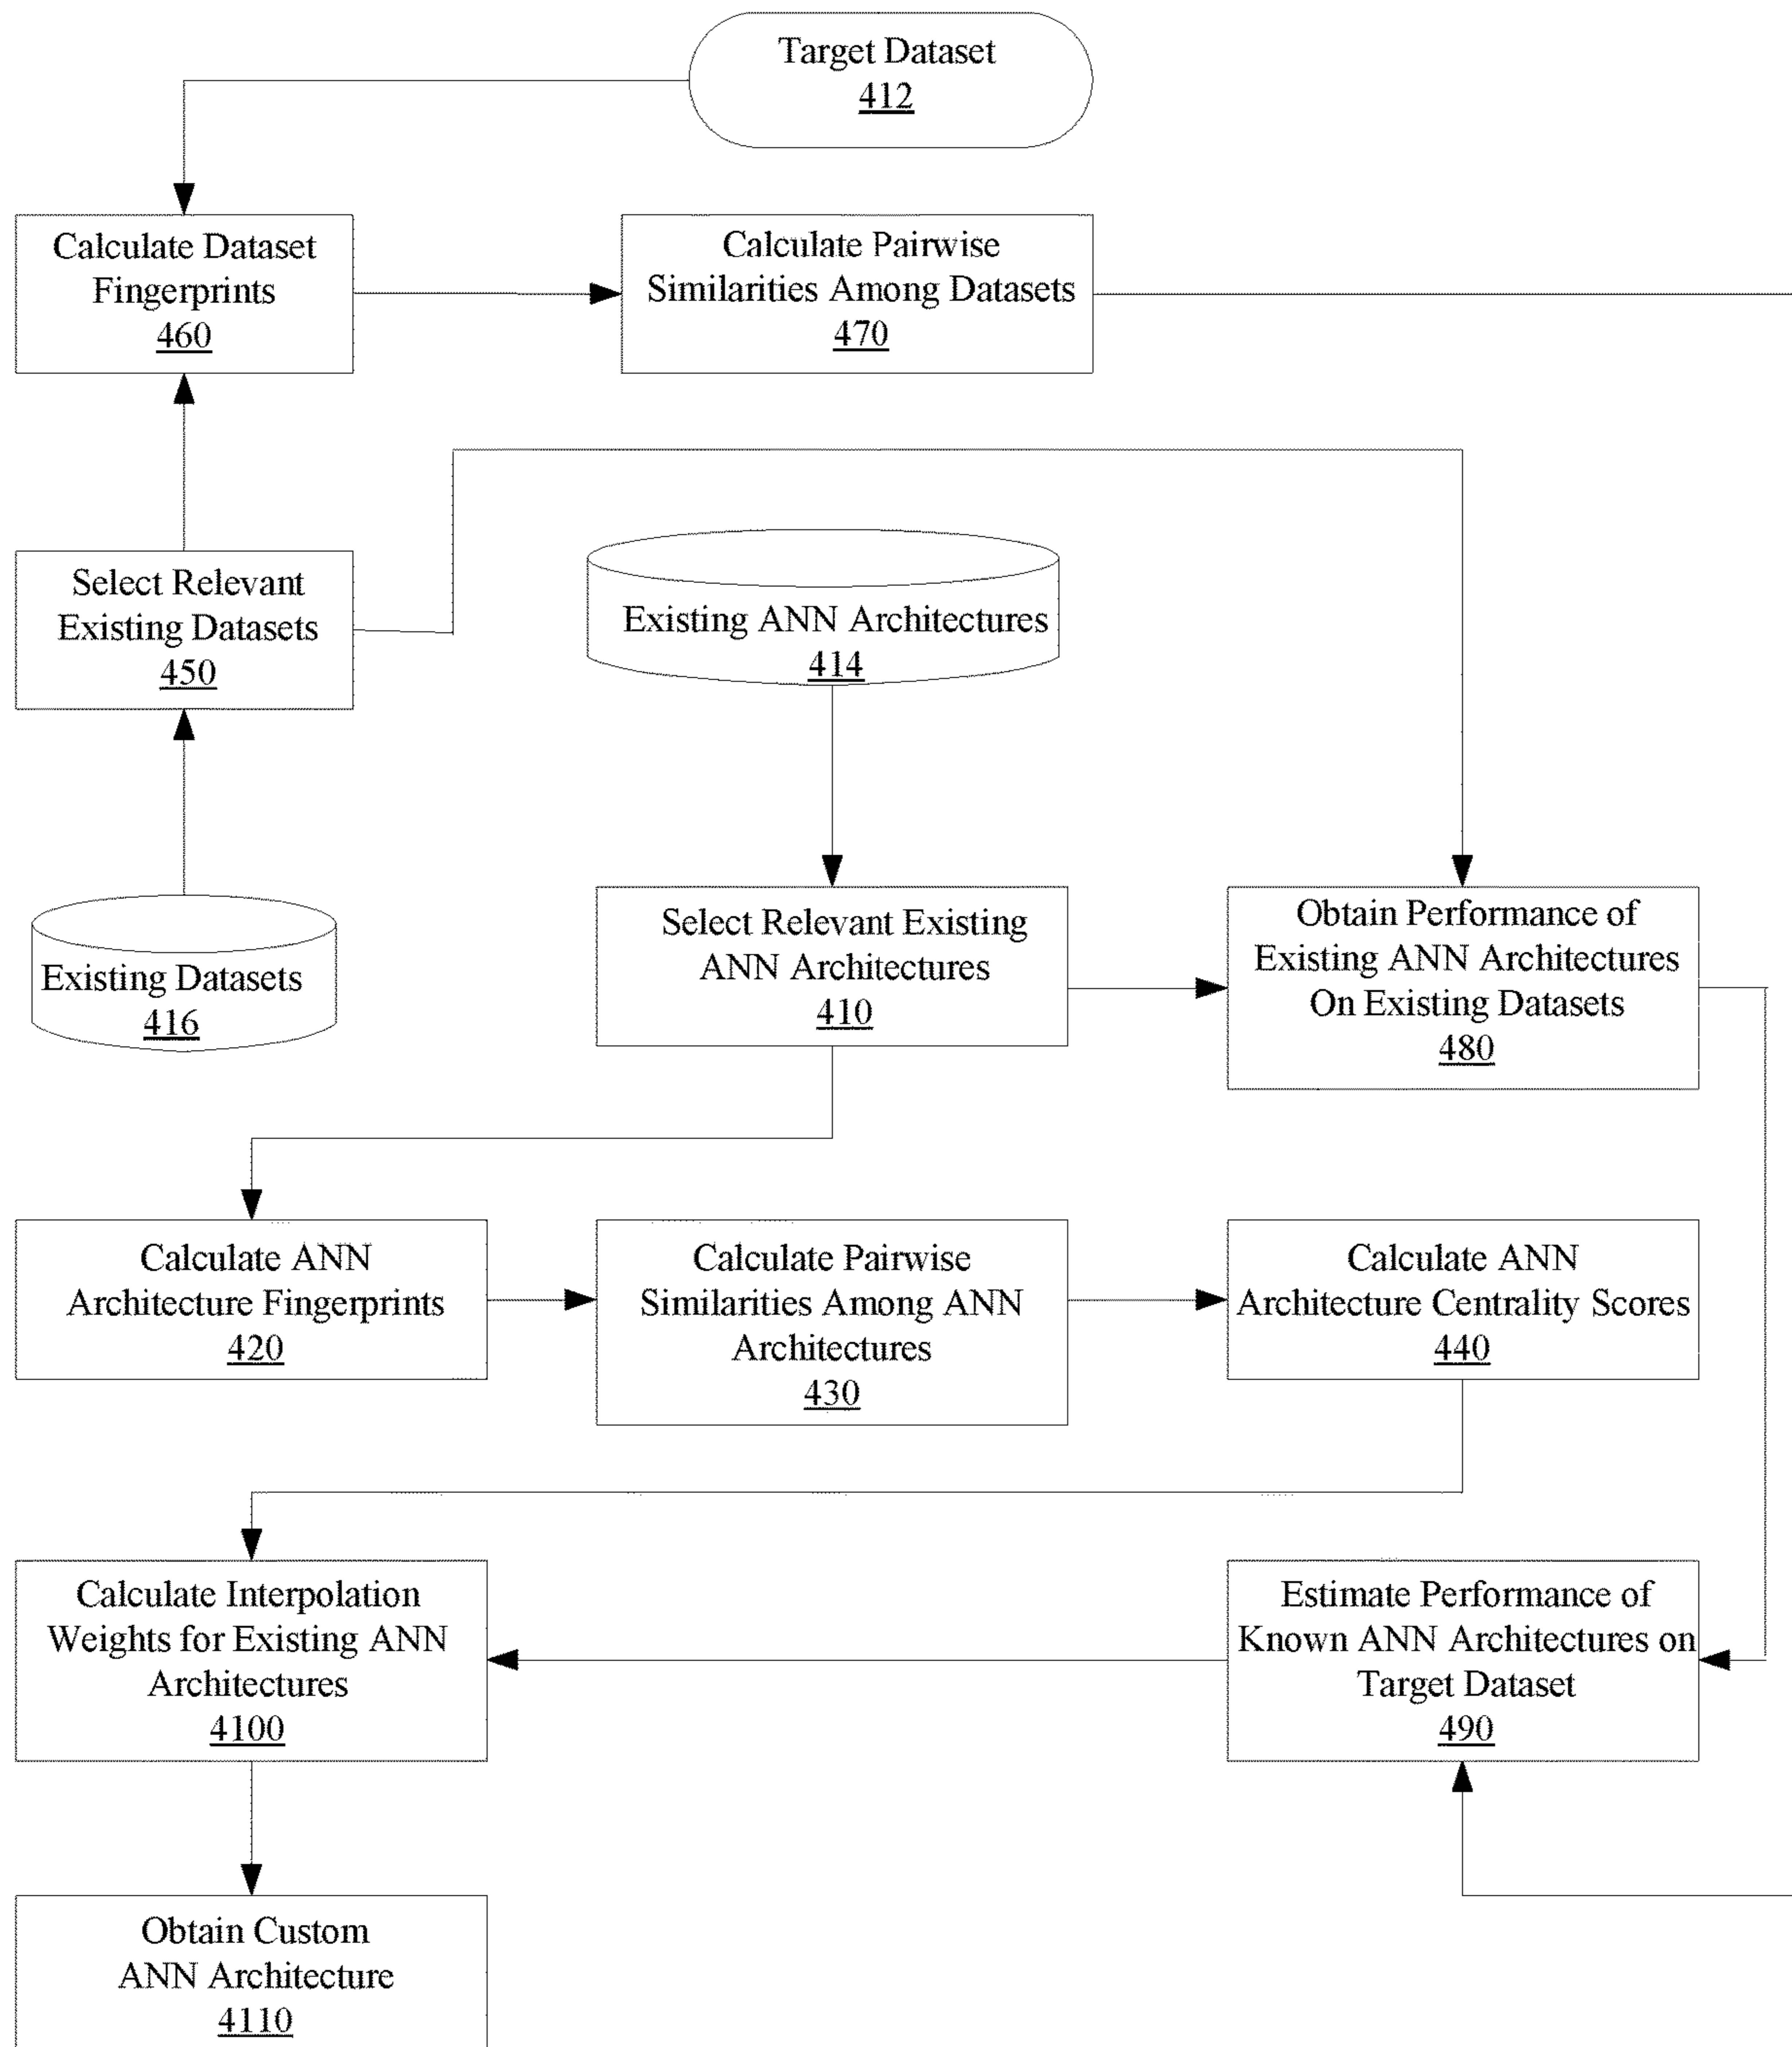 Target Dataset
412
Calculate Dataset
Fingerprints
460
Calculate Pairwise
Similarities Among Datasets
470
Select Relevant
Existing Datasets
450
Existing ANN Architectures
414
Existing Datasets
416
Select Relevant Existing
ANN Architectures
410
Obtain Performance of
Existing ANN Architectures
On Existing Datasets
480
Calculate ANN
Architecture Fingerprints
420
Calculate Pairwise
Similarities Among ANN
Architectures
430
Calculate ANN
Architecture Centrality Scores
440
Calculate Interpolation
Weights for Existing ANN
Architectures
4100
Estimate Performance of
Known ANN Architectures on
Target Dataset
490
Obtain Custom
ANN Architecture
4110